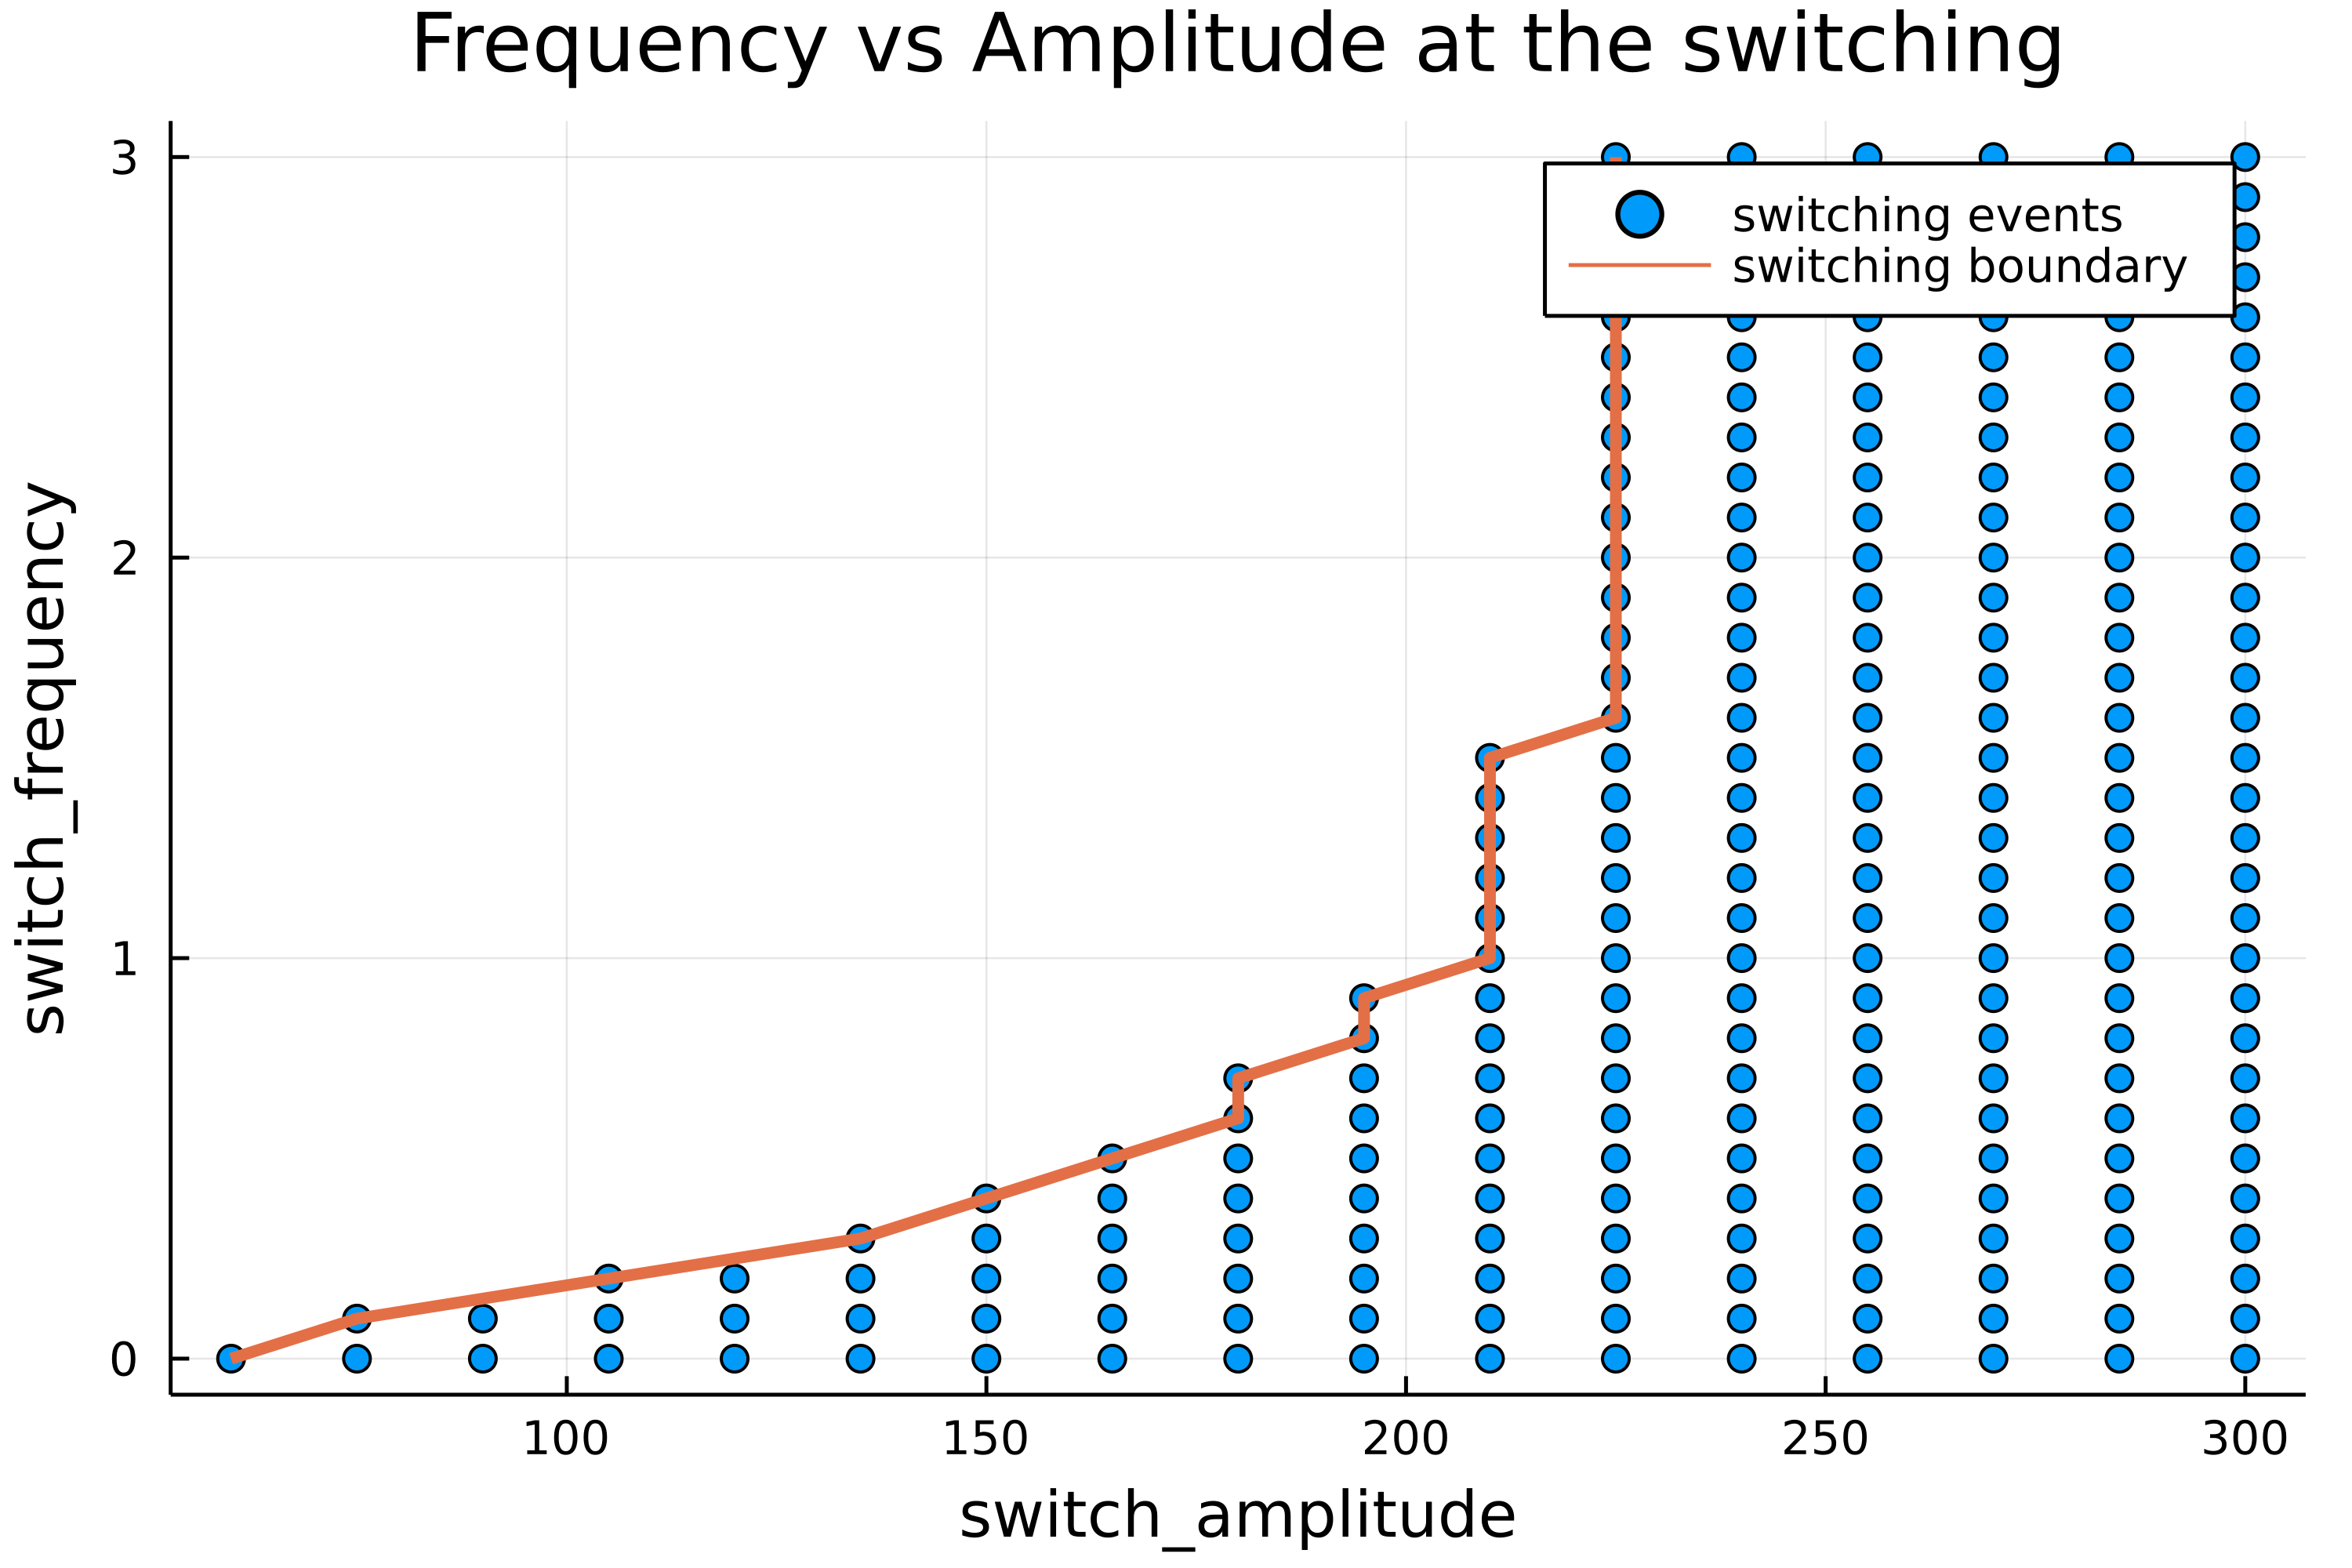 Frequency vs Amplitude at the switching
3
switching events
switching boundary
2
switch_frequency
1
0
100 150 200 250 300
switch_amplitude